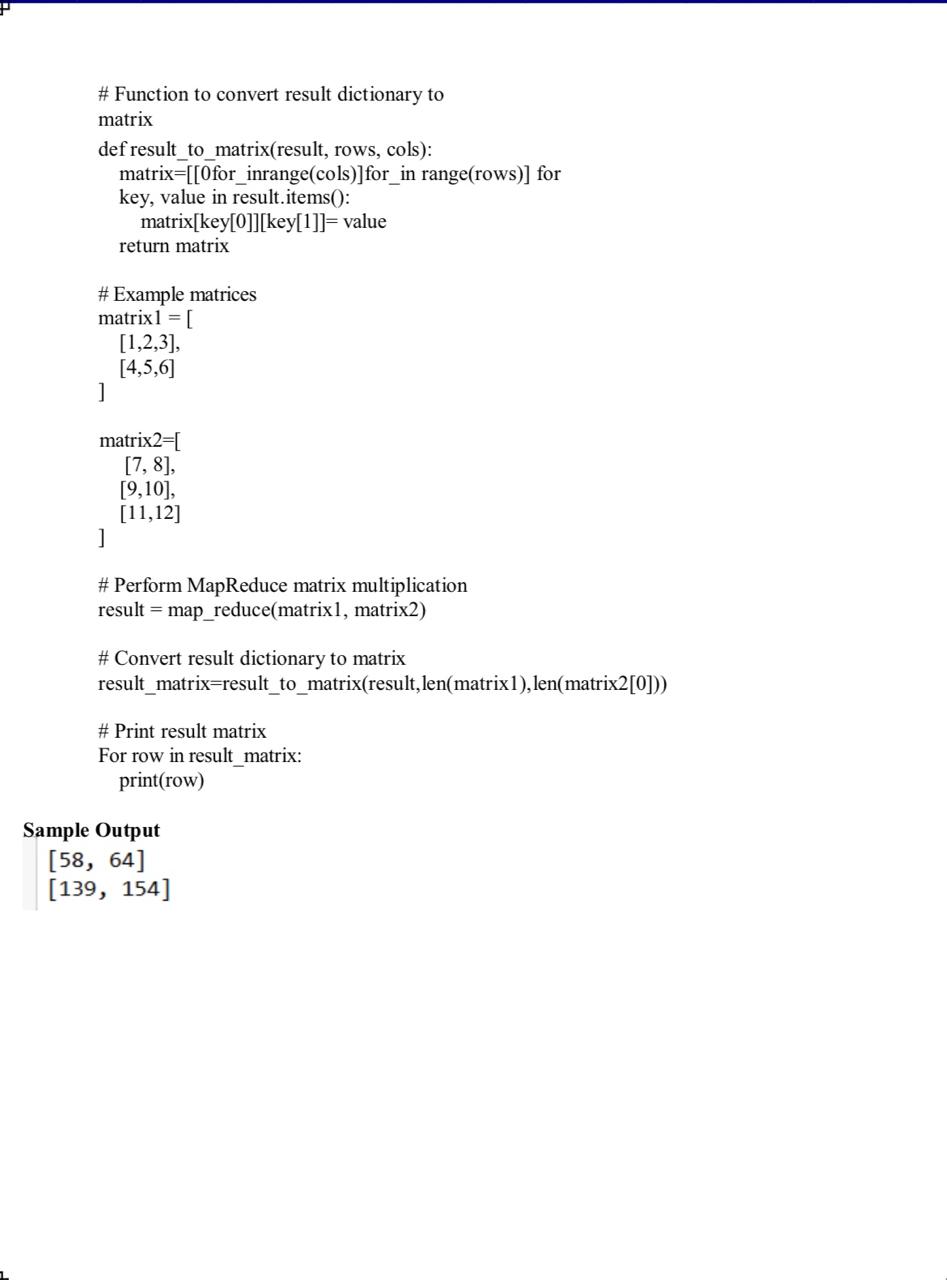 # Function to convert result dictionary to
matrix
def result_to_matrix(result, rows, cols):
matrix=[[0for_inrange(cols)]for_in range(rows)] for
key, value in result.items():
matrix[key[0]][key[1]]= value
return matrix
# Example matrices
matrix1 = [
[1,2,3],
[4,5,6]
]
matrix2=[
[7, 8],
[9,10],
[11,12]
]
# Perform MapReduce matrix multiplication
result = map_reduce(matrix1, matrix2)
# Convert result dictionary to matrix
result_matrix=result_to_matrix(result,len(matrix1),len(matrix2[0]))
# Print result matrix
For row in result_matrix:
print(row)
Sample Output
[58, 64]
[139, 154]